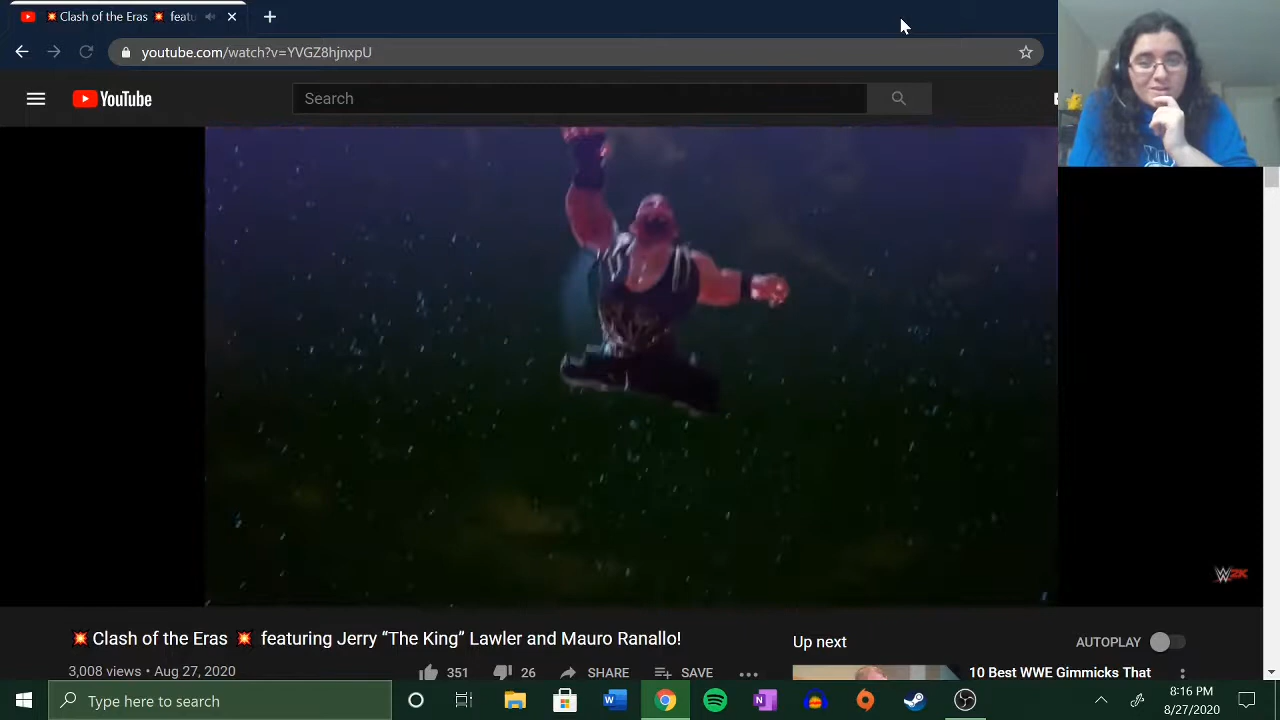 💥Clash of the Eras 💥 featu
youtube.com/watch?v=YVGZ8hjnxpU
YouTube
Search
W2K
💥Clash of the Eras 💥 featuring Jerry “The King” Lawler and Mauro Ranallo!
3,008 views • Aug 27, 2020
351
26
SHARE
SAVE
Up next
AUTOPLAY
10 Best WWE Gimmicks That
Type here to search
8:16 PM
8/27/2020